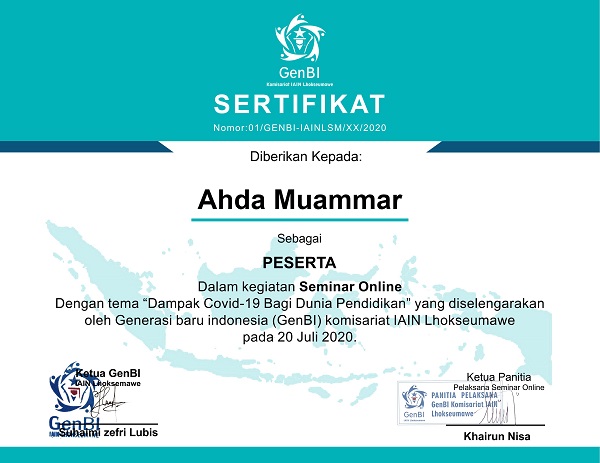 GenBI
Komisariat IAIN Lhokseumawe
SERTIFIKAT
Nomor:01/GENBI-IAINLSM/XX/2020
Diberikan Kepada:
Ahda Muammar
Sebagai
PESERTA
Dalam kegiatan Seminar Online
Dengan tema “Dampak Covid-19 Bagi Dunia Pendidikan” yang diselengarakan
oleh Generasi baru indonesia (GenBI) komisariat IAIN Lhokseumawe
pada 20 Juli 2020.
Ketua GenBI
IAIN Lhoksemawe
GenBI
Suhaimi zefri Lubis
Ketua Panitia
Pelaksaria Seminar Online
PANITIA PELAKSANA
GenBI Komisariat IAIN
Lhokseumawe
GenBI
Khairun Nisa